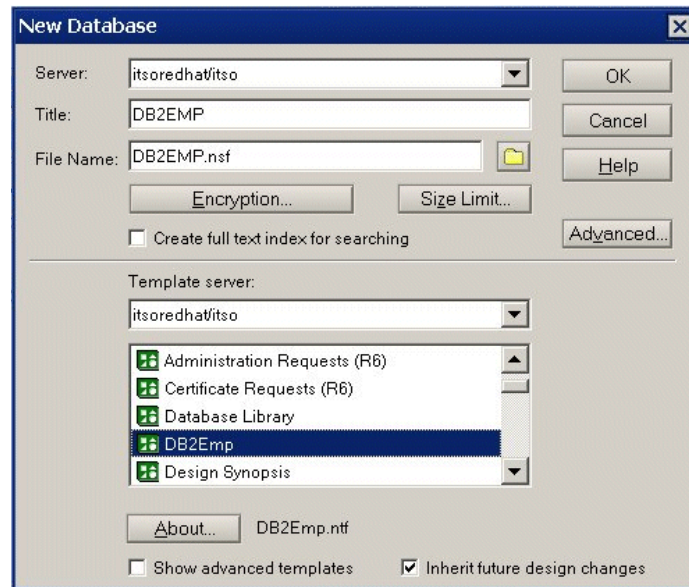 New Database
Server: itsoredhat/itso OK
Title: DB2EMP Cancel
File Name: DB2EMP.nsf Help
Encryption... Size Limit...
Create full text index for searching Advanced...
Template server:
itsoredhat/itso
Administration Requests (R6)
Certificate Requests (R6)
Database Library
DB2Emp
Design Synopsis
About... DB2Emp.ntf
Show advanced templates Inherit future design changes